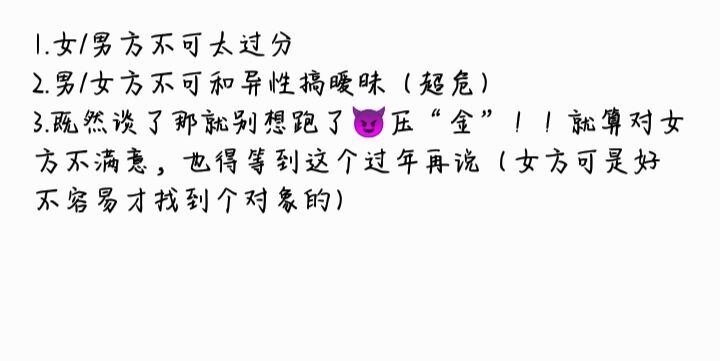 1.女/男方不可太过分
2.男/女方不可和异性搞暧昧（超危）
3.既然谈了那就别想跑了😈压“金”！！就算对女
方不满意，也得等到这个过年再说（女方可是好
不容易才找到个对象的）